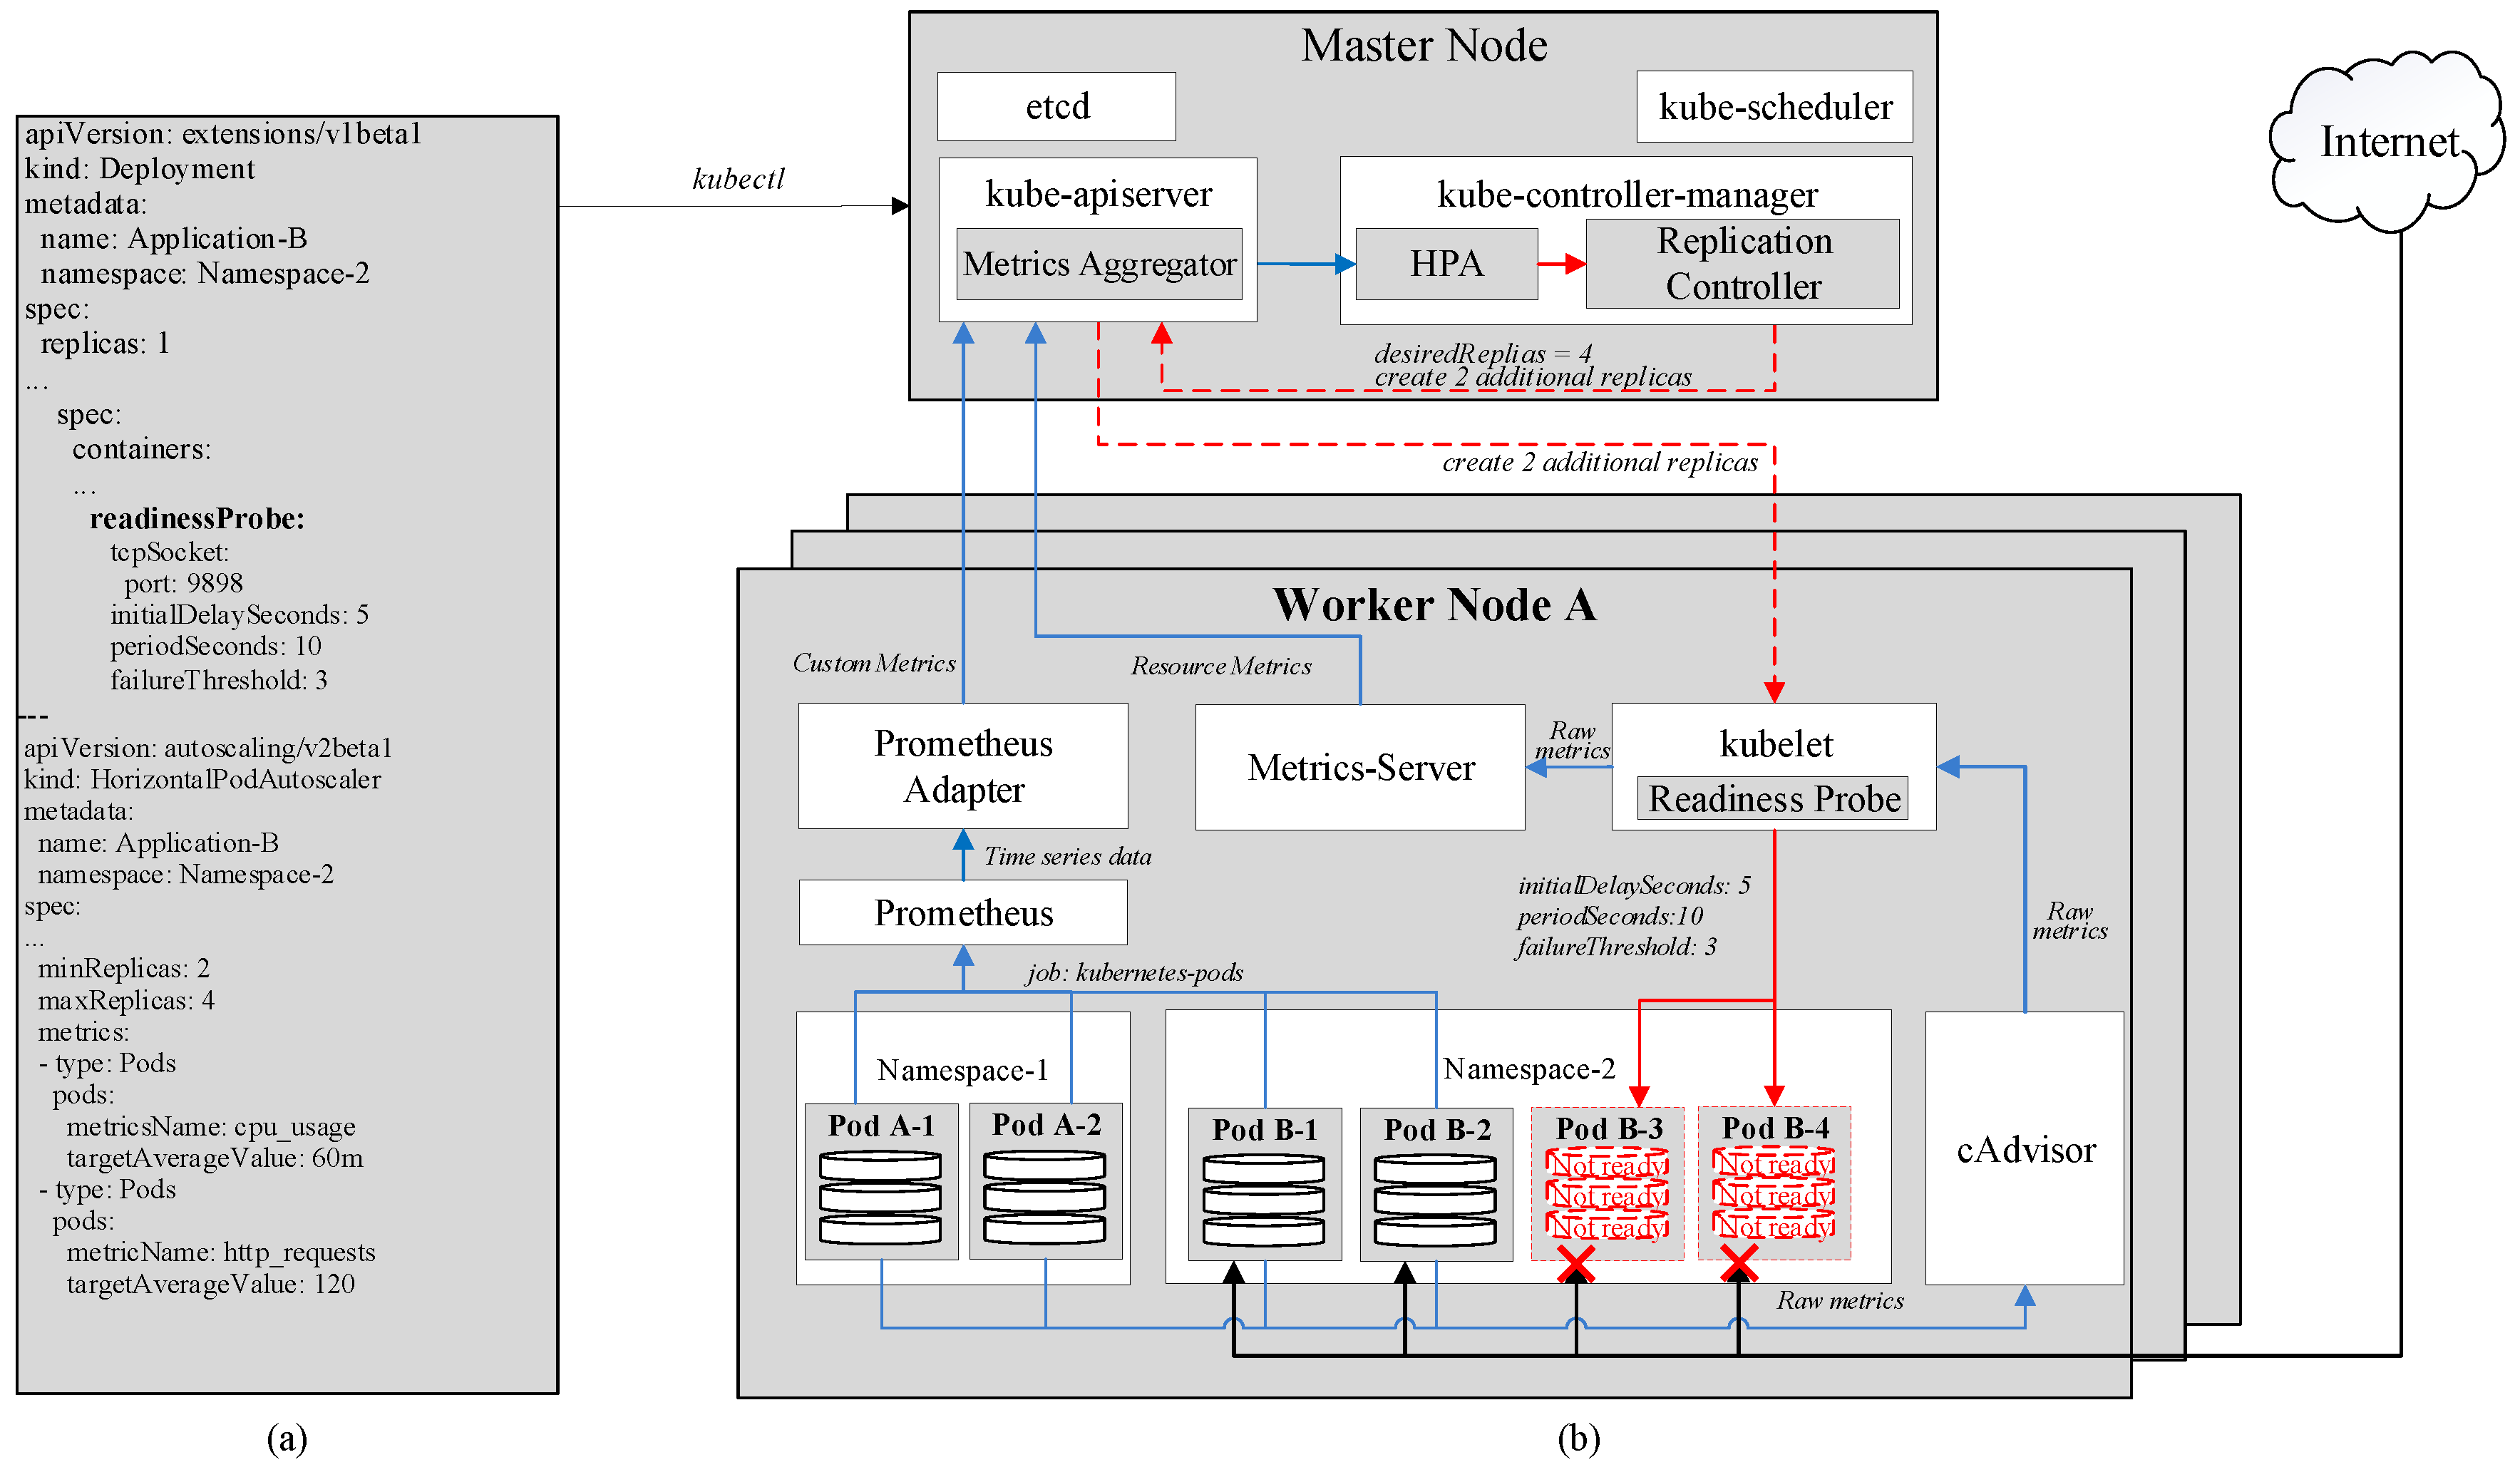 apiVersion: extensions/v1beta1
kind: Deployment
metadata:
name: Application-B
namespace: Namespace-2
spec:
replicas: 1
...
spec:
containers:
...
readinessProbe:
tcpSocket:
port: 9898
initialDelaySeconds: 5
periodSeconds: 10
failureThreshold: 3
---
apiVersion: autoscaling/v2beta1
kind: HorizontalPodAutoscaler
metadata:
name: Application-B
namespace: Namespace-2
spec:
...
minReplicas: 2
maxReplicas: 4
metrics:
- type: Pods
pods:
metricsName: cpu_usage
targetAverageValue: 60m
- type: Pods
pods:
metricName: http_requests
targetAverageValue: 120
(a)
kubectl
Master Node
etcd
kube-scheduler
kube-apiserver
Metrics Aggregator
kube-controller-manager
HPA
Replication
Controller
desiredReplias = 4
create 2 additional replicas
create 2 additional replicas
Internet
Worker Node A
Custom Metrics
Resource Metrics
Prometheus
Adapter
Metrics-Server
Raw
metrics
kubelet
Readiness Probe
Time series data
Prometheus
initialDelaySeconds: 5
periodSeconds:10
failureThreshold: 3
Raw
metrics
job: kubernetes-pods
Namespace-1
Pod A-1
Pod A-2
Namespace-2
Pod B-1
Pod B-2
Pod B-3
Not ready
Not ready
Not ready
Pod B-4
Not ready
Not ready
Not ready
cAdvisor
Raw metrics
(b)